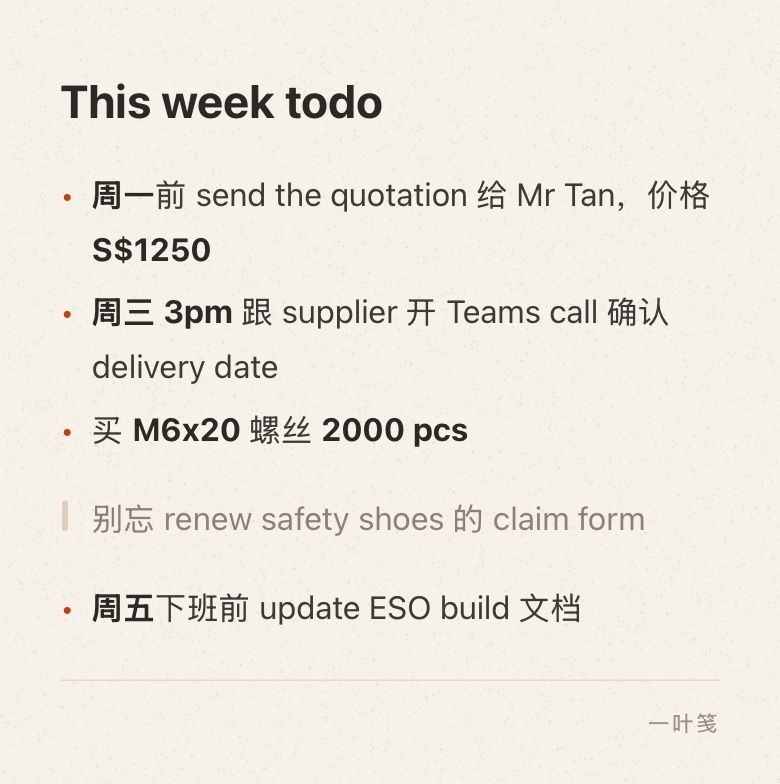 This week todo
• 周一前 send the quotation 给 Mr Tan，价格
S$1250
• 周三 3pm 跟 supplier 开 Teams call 确认
delivery date
• 买 M6x20 螺丝 2000 pcs
别忘 renew safety shoes 的 claim form
• 周五下班前 update ESO build 文档
一叶笺